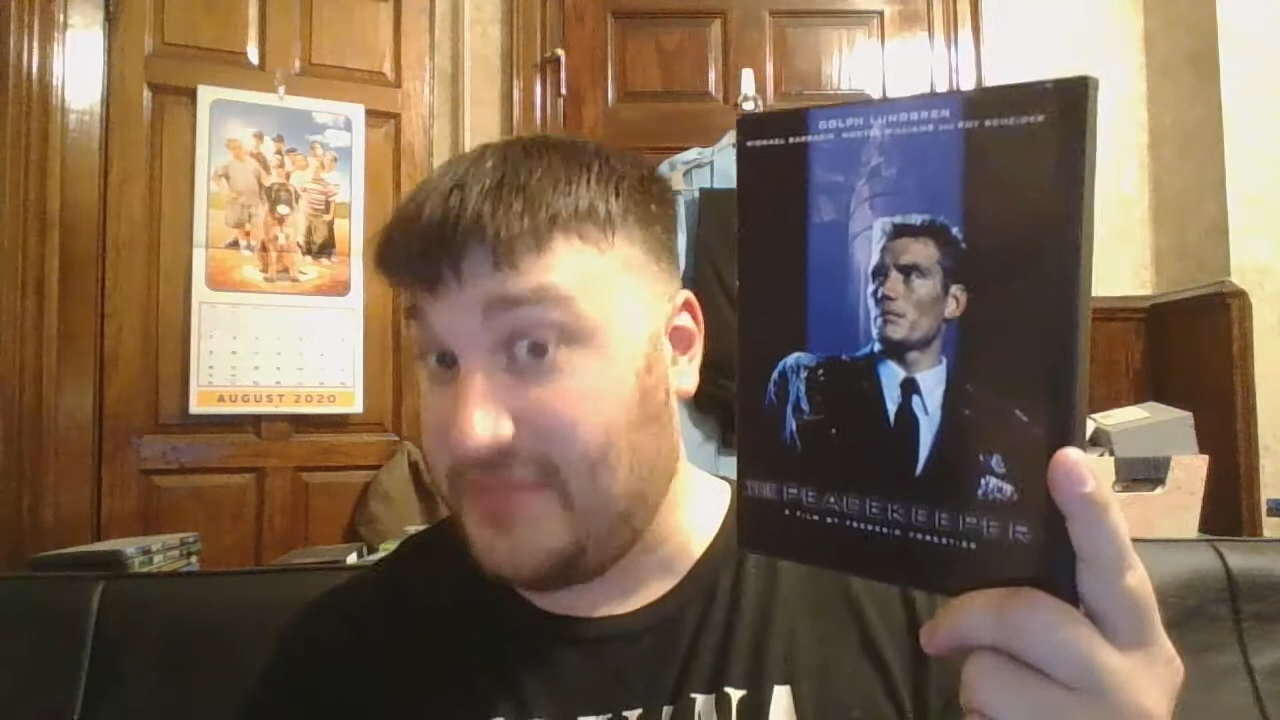 AUGUST 2020
DOLPH LUNDGREN
MICHAEL SARRAZIN MONTEL WILLIAMS AND ROY SCHEIDER
THE PEACEKEEPER
A FILM BY FREDERIC FORESTIER